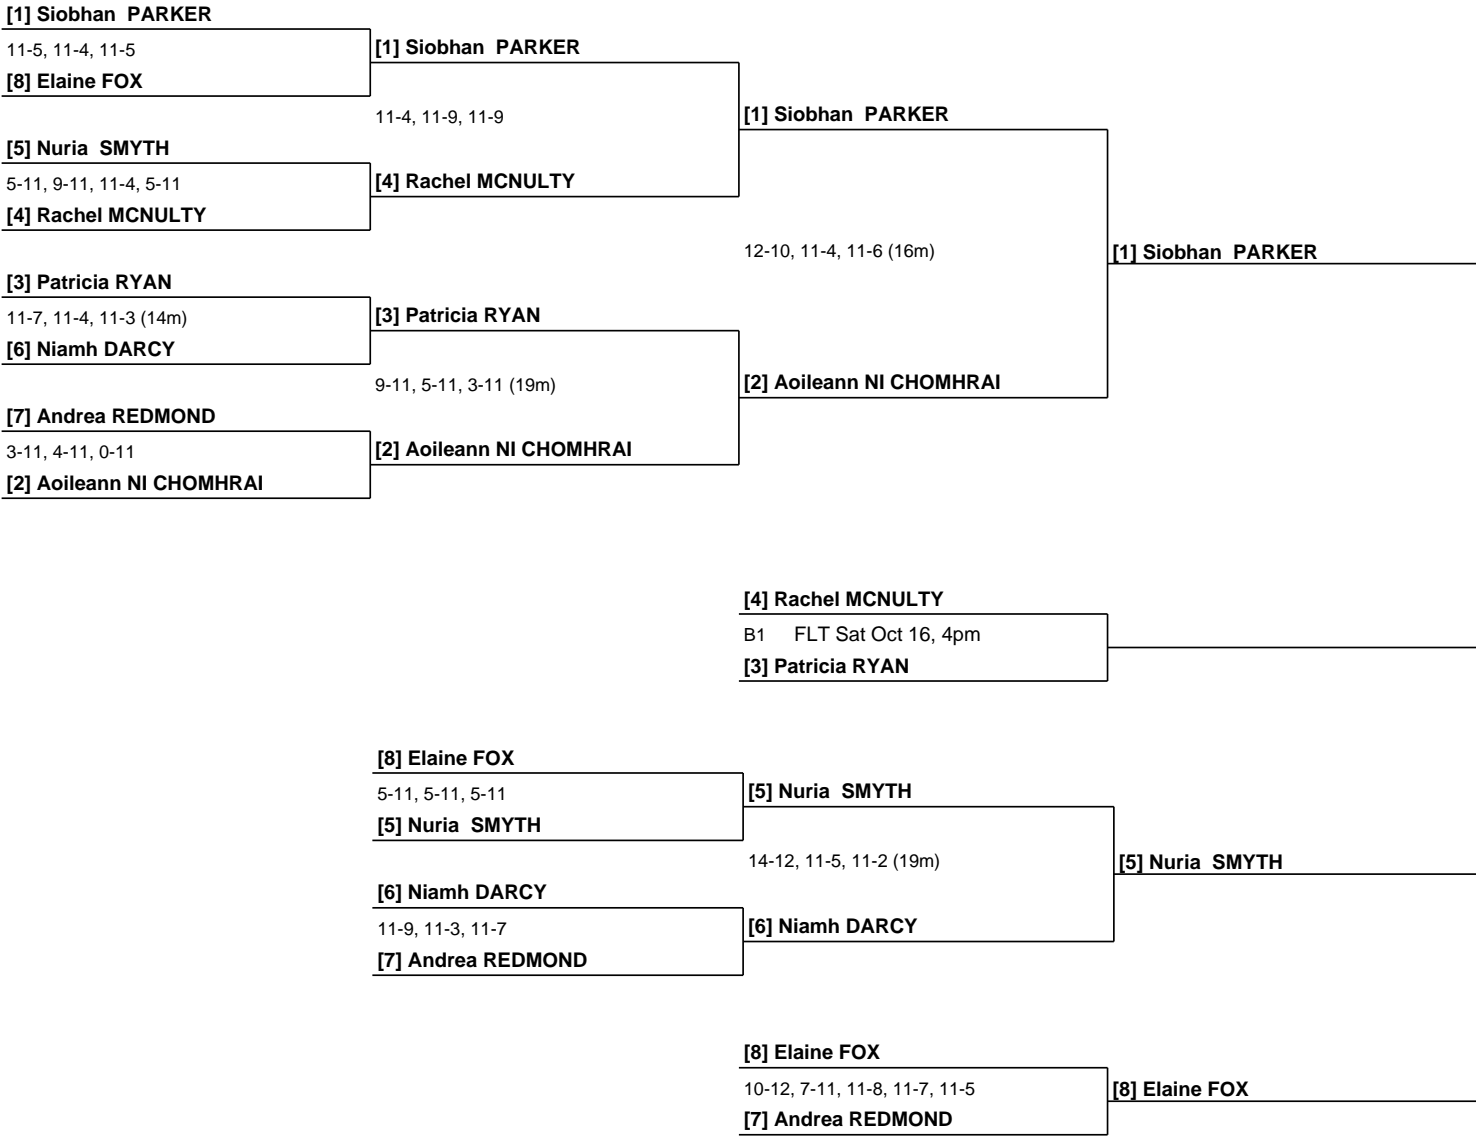 [1] Siobhan  PARKER
11-5, 11-4, 11-5
[1] Siobhan  PARKER
[8] Elaine FOX
11-4, 11-9, 11-9
[1] Siobhan  PARKER
[5] Nuria  SMYTH
5-11, 9-11, 11-4, 5-11
[4] Rachel MCNULTY
[4] Rachel MCNULTY
12-10, 11-4, 11-6 (16m)
[1] Siobhan  PARKER
[3] Patricia RYAN
11-7, 11-4, 11-3 (14m)
[3] Patricia RYAN
[6] Niamh DARCY
9-11, 5-11, 3-11 (19m)
[2] Aoileann NI CHOMHRAI
[7] Andrea REDMOND
3-11, 4-11, 0-11
[2] Aoileann NI CHOMHRAI
[2] Aoileann NI CHOMHRAI
[4] Rachel MCNULTY
B1 FLT Sat Oct 16, 4pm
[3] Patricia RYAN
[8] Elaine FOX
5-11, 5-11, 5-11
[5] Nuria  SMYTH
[5] Nuria  SMYTH
14-12, 11-5, 11-2 (19m)
[5] Nuria  SMYTH
[6] Niamh DARCY
11-9, 11-3, 11-7
[6] Niamh DARCY
[7] Andrea REDMOND
[8] Elaine FOX
10-12, 7-11, 11-8, 11-7, 11-5
[8] Elaine FOX
[7] Andrea REDMOND